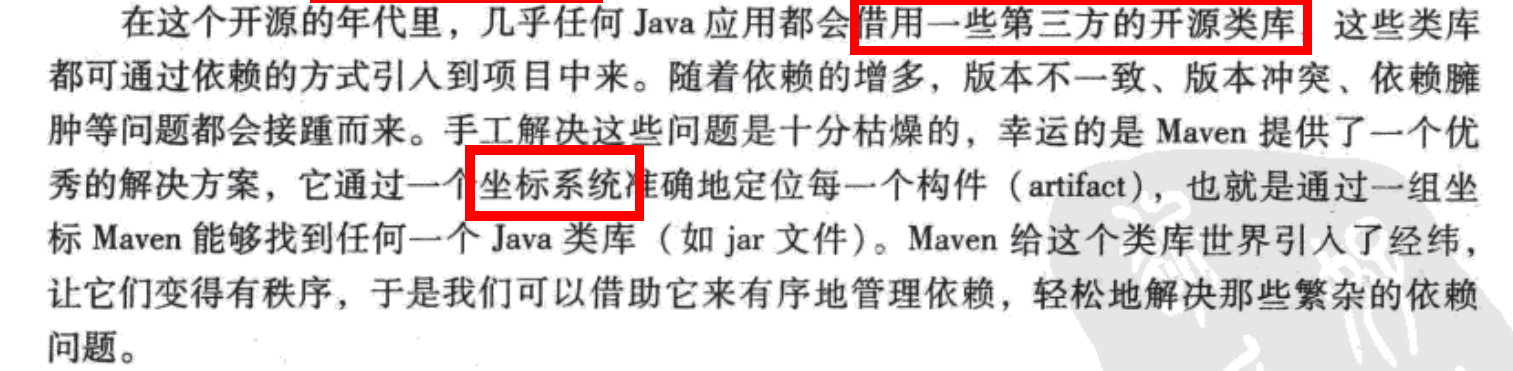 在这个开源的年代里，几乎任何 Java 应用都会借用一些第三方的开源类库，这些类库
都可通过依赖的方式引入到项目中来。随着依赖的增多，版本不一致、版本冲突、依赖臃
肿等问题都会接踵而来。手工解决这些问题是十分枯燥的，幸运的是 Maven 提供了一个优
秀的解决方案，它通过一个坐标系统准确地定位每一个构件（artifact），也就是通过一组坐
标 Maven 能够找到任何一个 Java 类库（如 jar 文件）。Maven 给这个类库世界引入了经纬，
让它们变得有秩序，于是我们可以借助它来有序地管理依赖，轻松地解决那些繁杂的依赖
问题。